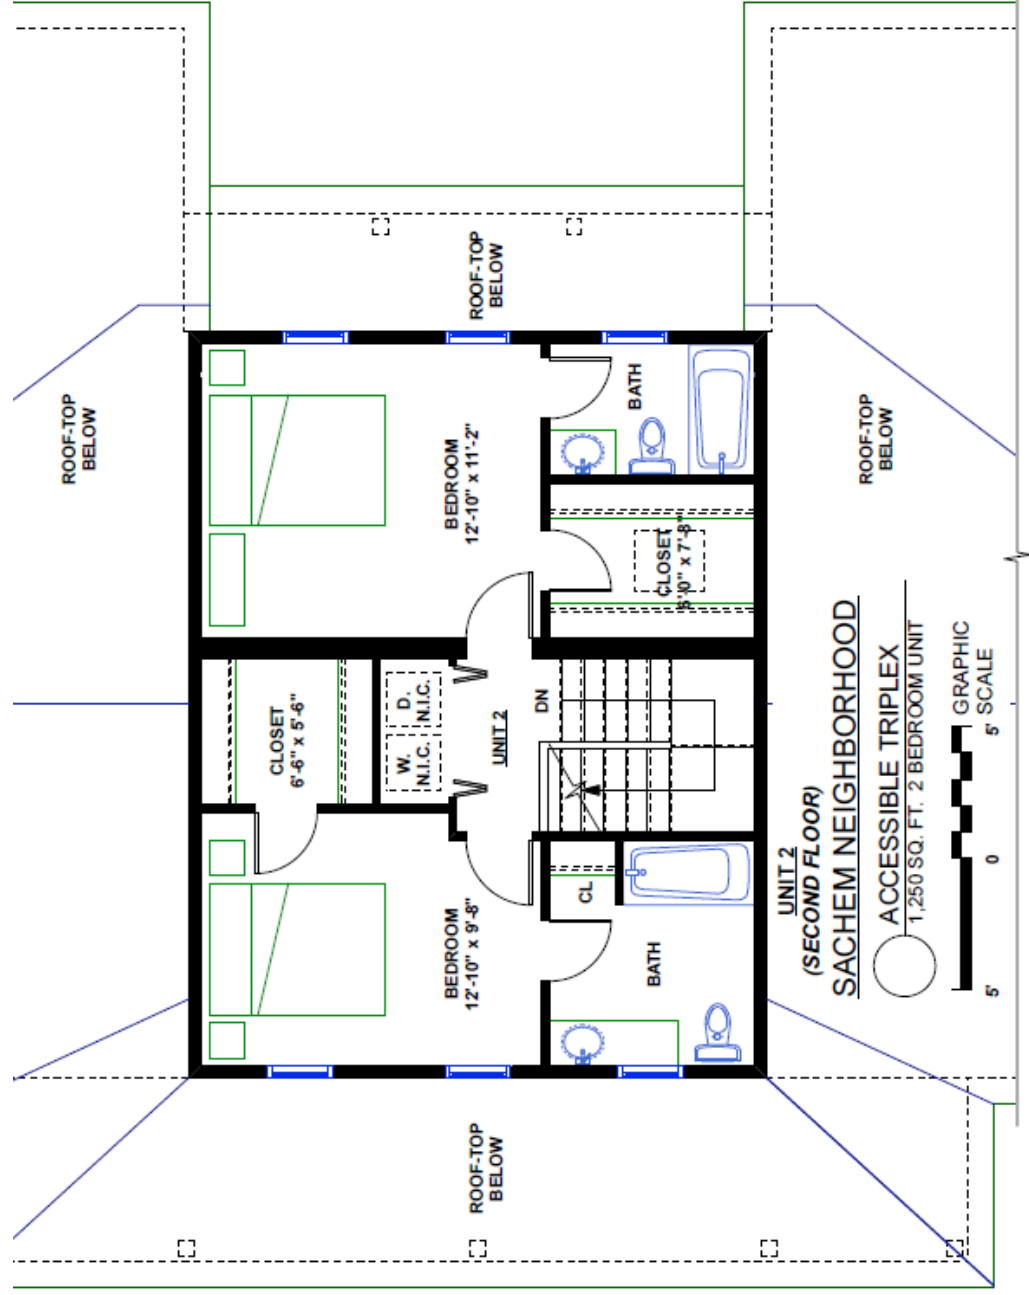 ROOF-TOP
BELOW
ROOF-TOP
BELOW
ROOF-TOP
BELOW
ROOF-TOP
BELOW
BEDROOM
12'-10" x 11'-2"
BATH
CLOSET
6'-0" x 7'-8"
CLOSET
6'-6" x 5'-6"
W.
N.I.C.
D.
N.I.C.
UNIT 2
DN
BEDROOM
12'-10" x 9'-8"
CL
BATH
UNIT 2
(SECOND FLOOR)
SACHEM NEIGHBORHOOD
ACCESSIBLE TRIPLEX
1,250 SQ. FT. 2 BEDROOM UNIT
5' 0 5'
GRAPHIC
SCALE